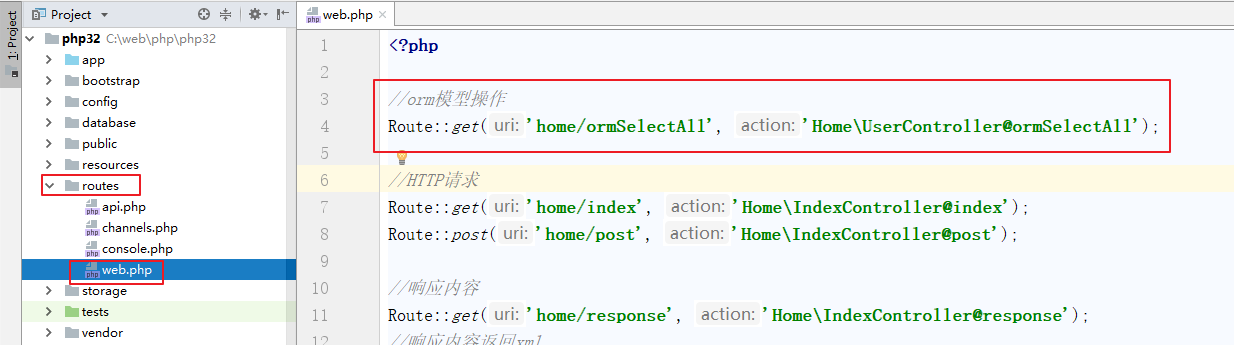 1: Project
Project
php32 C:\web\php\php32
app
bootstrap
config
database
public
resources
routes
php api.php
php channels.php
php console.php
php web.php
storage
tests
vendor
php web.php
1 <?php
2
3 //orm模型操作
4 Route::get( uri: 'home/ormSelectAll', action: 'Home\UserController@ormSelectAll');
5
6 //HTTP请求
7 Route::get( uri: 'home/index', action: 'Home\IndexController@index');
8 Route::post( uri: 'home/post', action: 'Home\IndexController@post');
9
10 //响应内容
11 Route::get( uri: 'home/response', action: 'Home\IndexController@response');
12 //响应内容返回xml